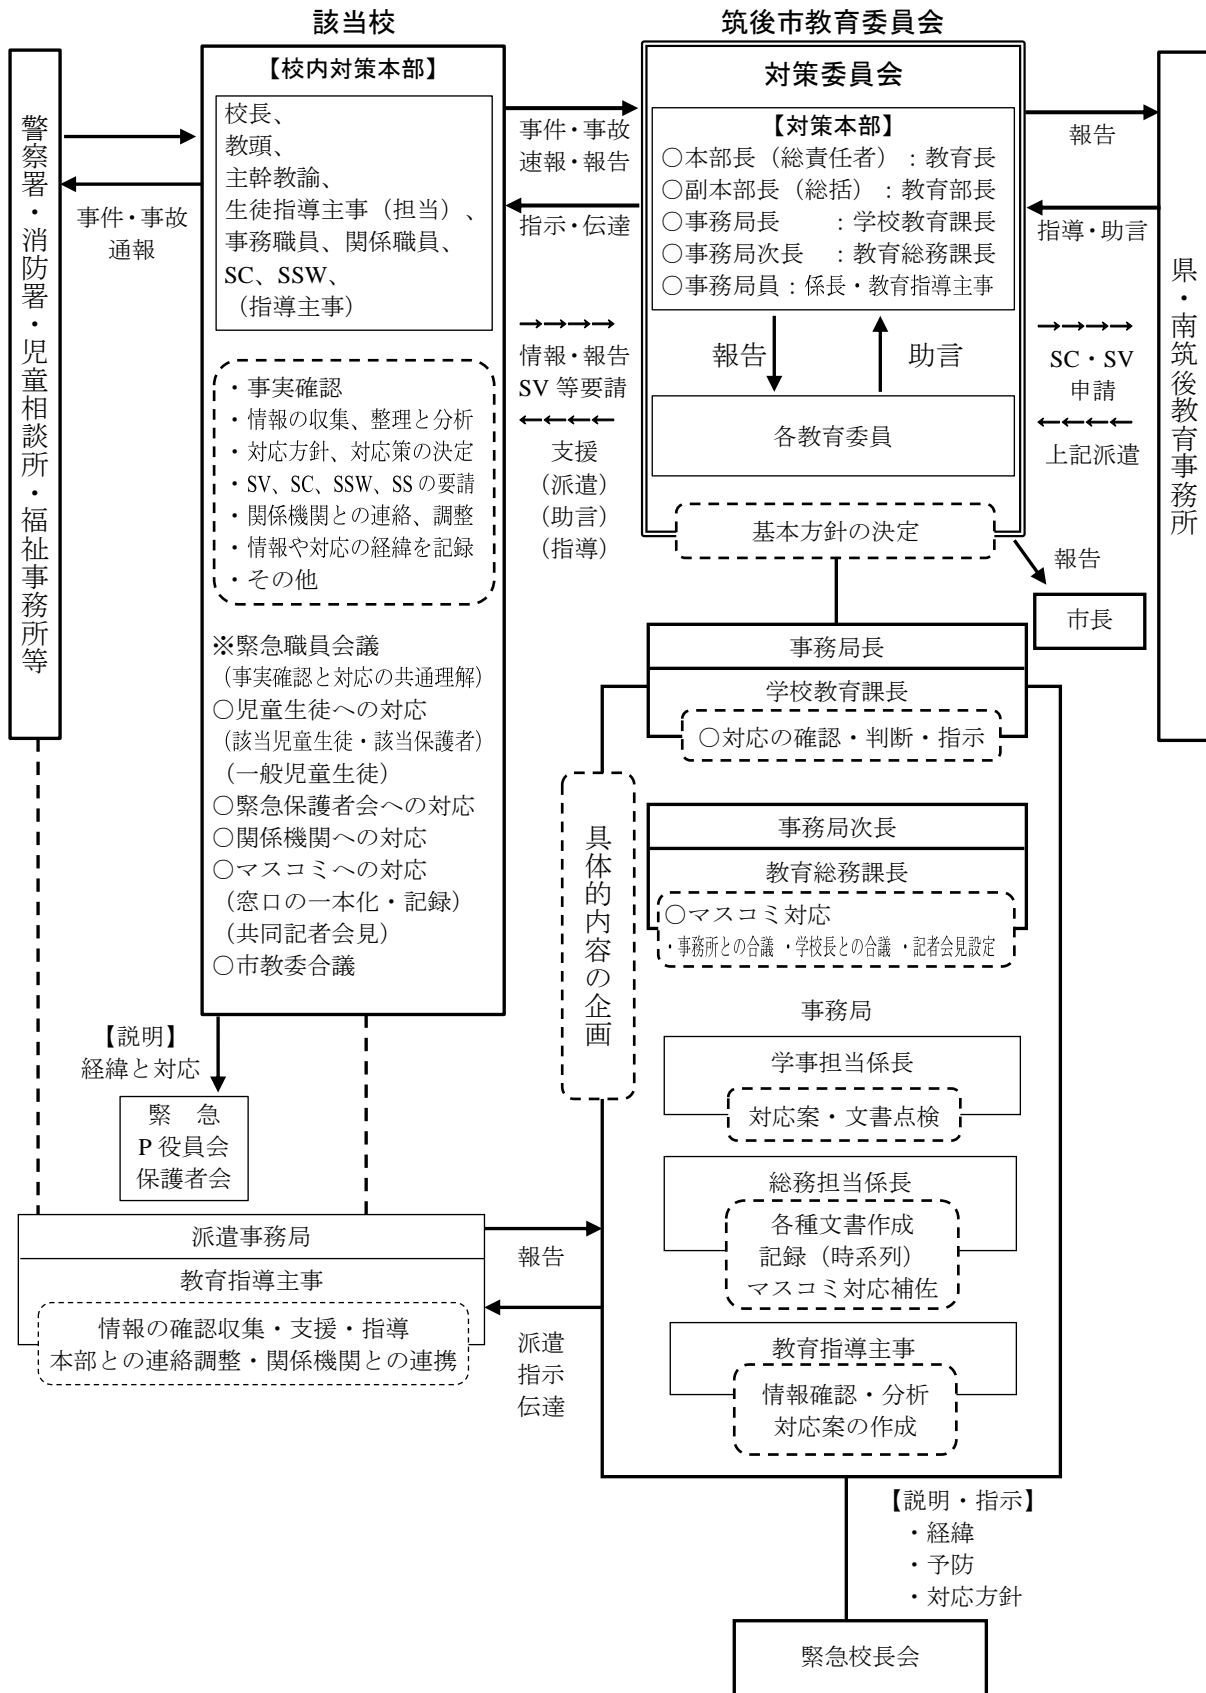 該当校
筑後市教育委員会
警察署・消防署・児童相談所・福祉事務所等
事件・事故
通報
【校内対策本部】
校長、
教頭、
主幹教諭、
生徒指導主事（担当）、
事務職員、関係職員、
SC、SSW、
（指導主事）
・事実確認
・情報の収集、整理と分析
・対応方針、対応策の決定
・SV、SC、SSW、SSの要請
・関係機関との連絡、調整
・情報や対応の経緯を記録
・その他
※緊急職員会議
（事実確認と対応の共通理解）
○児童生徒への対応
（該当児童生徒・該当保護者）
（一般児童生徒）
○緊急保護者会への対応
○関係機関への対応
○マスコミへの対応
（窓口の一本化・記録）
（共同記者会見）
○市教委合議
事件・事故
速報・報告
指示・伝達
情報・報告
SV 等要請
支援
（派遣）
（助言）
（指導）
対策委員会
【対策本部】
○本部長（総責任者）：教育長
○副本部長（総括）：教育部長
○事務局長　　　：学校教育課長
○事務局次長　：教育総務課長
○事務局員：係長・教育指導主事
報告
助言
各教育委員
基本方針の決定
報告
指導・助言
SC・SV
申請
上記派遣
県・南筑後教育事務所
報告
市長
事務局長
学校教育課長
○対応の確認・判断・指示
具体的内容の企画
事務局次長
教育総務課長
○マスコミ対応
・事務所との合議 ・学校長との合議 ・記者会見設定
事務局
学事担当係長
対応案・文書点検
総務担当係長
各種文書作成
記録（時系列）
マスコミ対応補佐
教育指導主事
情報確認・分析
対応案の作成
【説明】
経緯と対応
緊　急
P 役員会
保護者会
派遣事務局
教育指導主事
情報の確認収集・支援・指導
本部との連絡調整・関係機関との連携
報告
派遣
指示
伝達
【説明・指示】
・経緯
・予防
・対応方針
緊急校長会